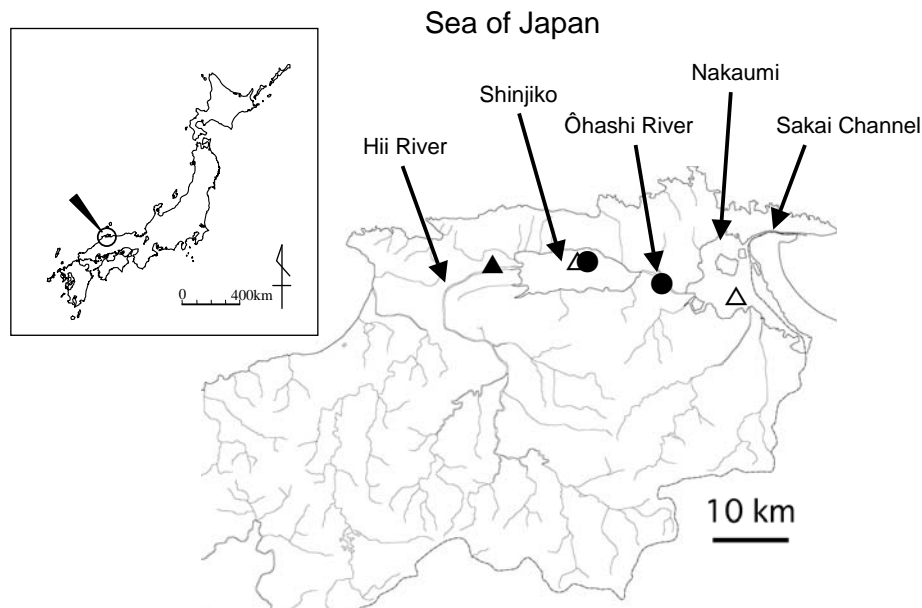 Sea of Japan
Nakaumi
Shinjiko
Ôhashi River
Sakai Channel
Hii River
0
400km
10 km